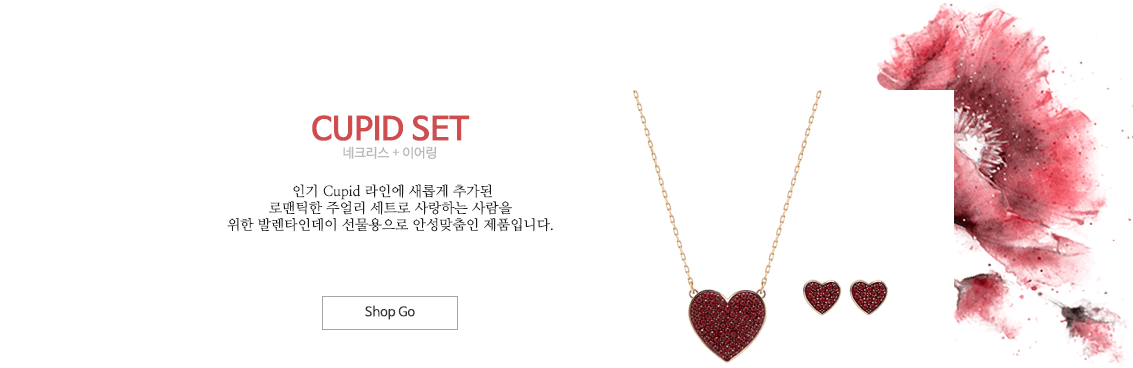 CUPID SET
네크리스 + 이어링
인기 Cupid 라인에 새롭게 추가된
로맨틱한 주얼리 세트로 사랑하는 사람을
위한 발렌타인데이 선물용으로 안성맞춤인 제품입니다.
Shop Go